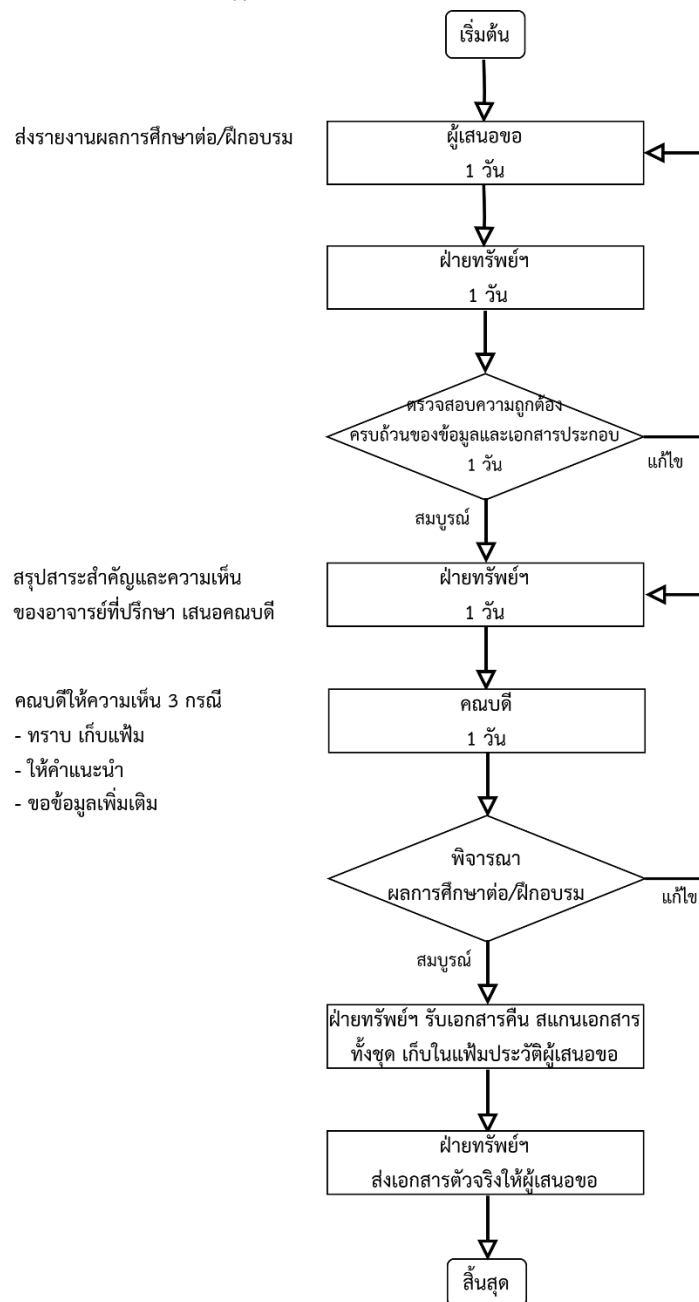 เริ่มต้น
ส่งรายงานผลการศึกษาต่อ/ฝึกอบรม
ผู้เสนอขอ
1 วัน
ฝ่ายทรัพย์ฯ
1 วัน
ตรวจสอบความถูกต้อง
ครบถ้วนของข้อมูลและเอกสารประกอบ
1 วัน
แก้ไข
สมบูรณ์
สรุปสาระสำคัญและความเห็น
ของอาจารย์ที่ปรึกษา เสนอคณบดี
ฝ่ายทรัพย์ฯ
1 วัน
คณบดีให้ความเห็น 3 กรณี
- ทราบ เก็บแฟ้ม
- ให้คำแนะนำ
- ขอข้อมูลเพิ่มเติม
คณบดี
1 วัน
พิจารณา
ผลการศึกษาต่อ/ฝึกอบรม
แก้ไข
สมบูรณ์
ฝ่ายทรัพย์ฯ รับเอกสารคืน สแกนเอกสาร
ทั้งชุด เก็บในแฟ้มประวัติผู้เสนอขอ
ฝ่ายทรัพย์ฯ
ส่งเอกสารตัวจริงให้ผู้เสนอขอ
สิ้นสุด